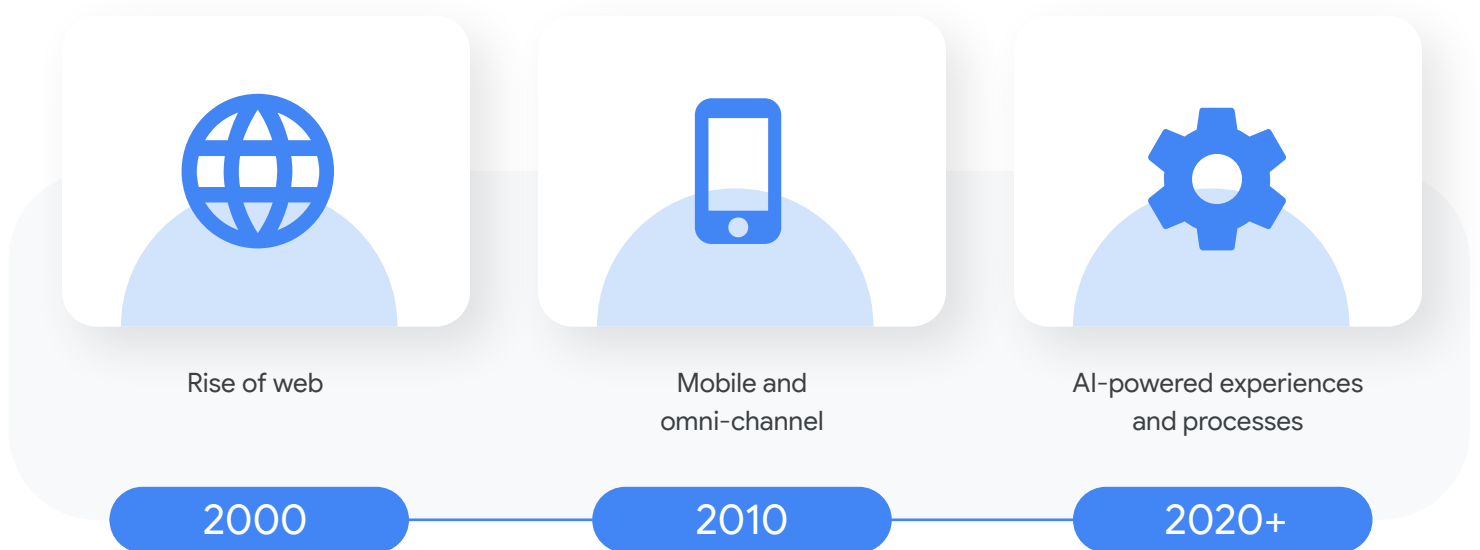 Rise of web
Mobile and
omni-channel
AI-powered experiences
and processes
2000
2010
2020+